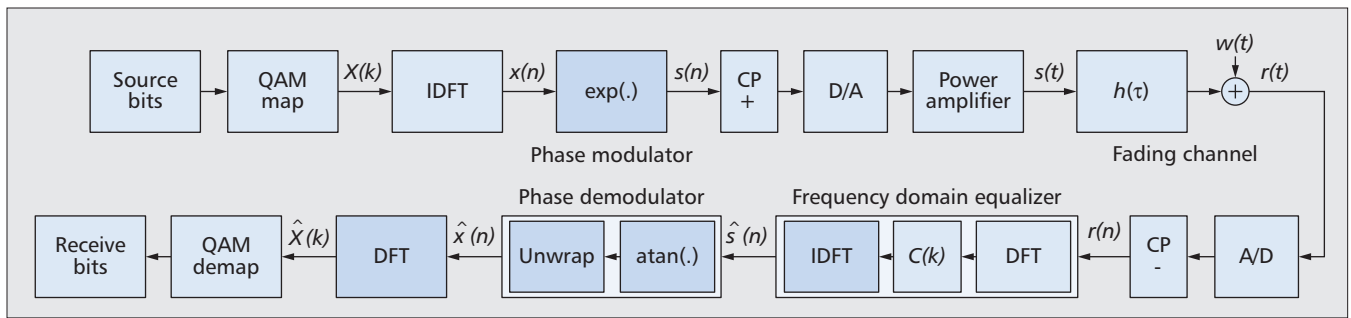 Source bits
QAM map
X(k)
IDFT
x(n)
exp(.)
s(n)
CP +
D/A
Power amplifier
s(t)
h(τ)
w(t)
+
r(t)
Phase modulator
Fading channel
Phase demodulator
Frequency domain equalizer
Receive bits
QAM demap
X̂(k)
DFT
x̂(n)
Unwrap
atan(.)
ŝ(n)
IDFT
C(k)
DFT
r(n)
CP -
A/D